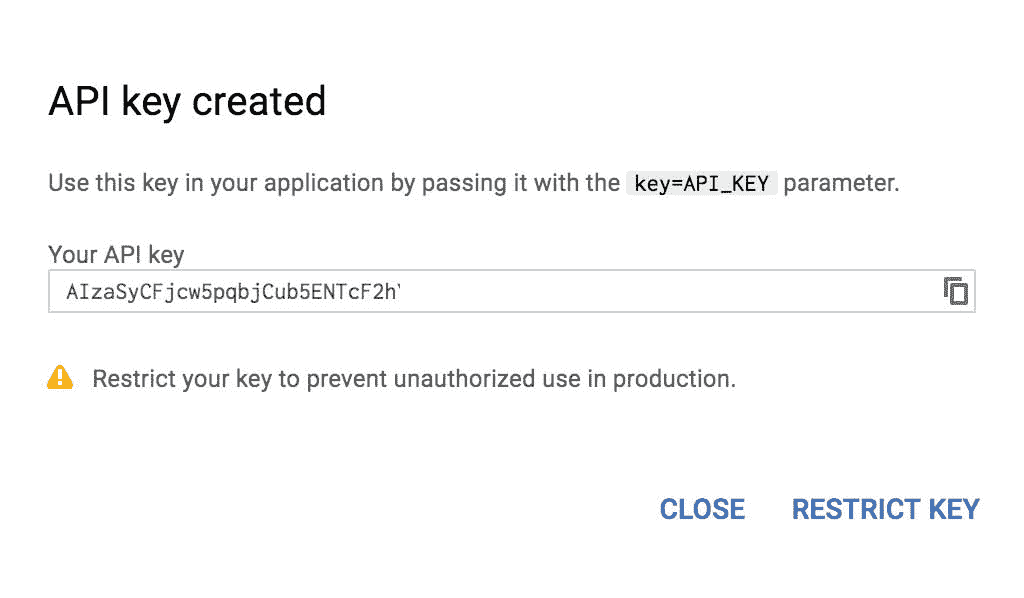 API key created
Use this key in your application by passing it with the key=API_KEY parameter.
Your API key
AIzaSyCFjcw5pqbjCub5ENTcF2h
Restrict your key to prevent unauthorized use in production.
CLOSE RESTRICT KEY